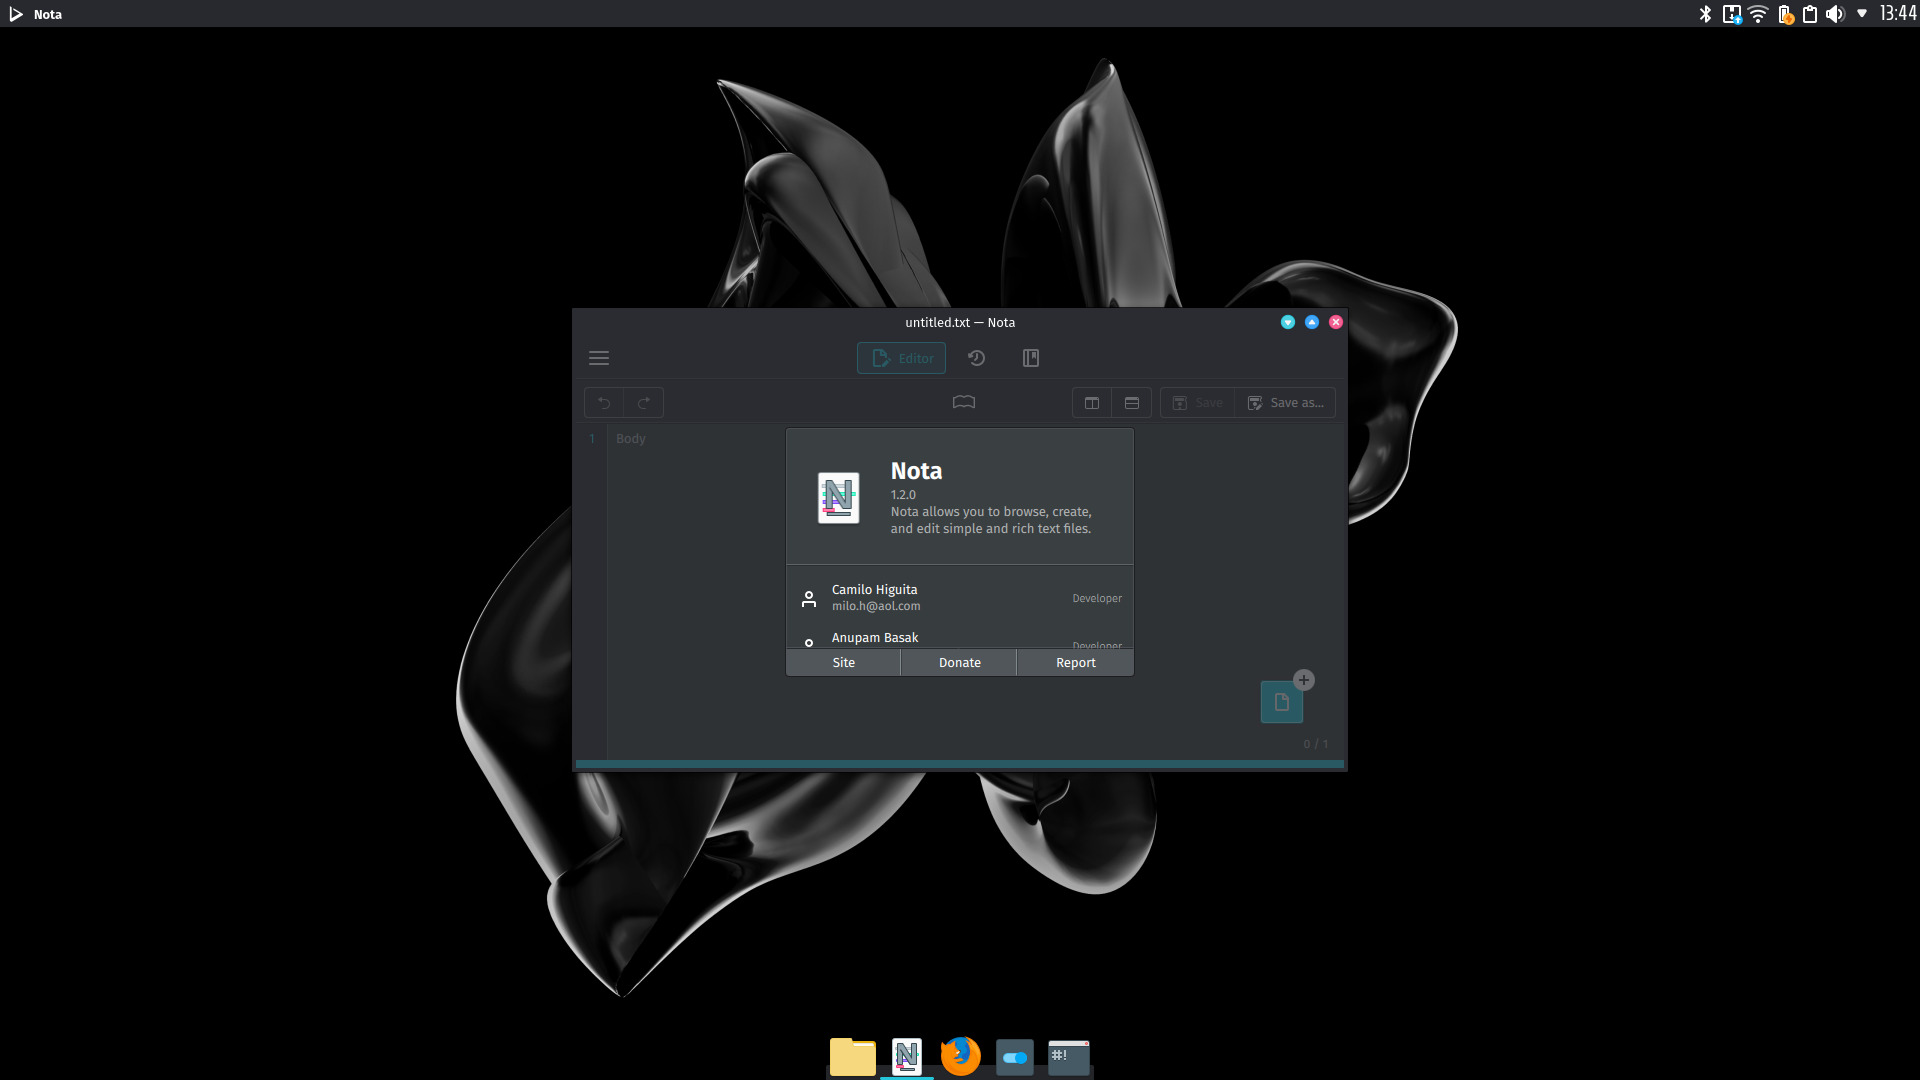 Nota
13:44
untitled.txt — Nota
Editor
Save
Save as...
1
Body
Nota
1.2.0
Nota allows you to browse, create,
and edit simple and rich text files.
Camilo Higuita
milo.h@aol.com
Developer
Anupam Basak
Developer
Site
Donate
Report
0 / 1
#!